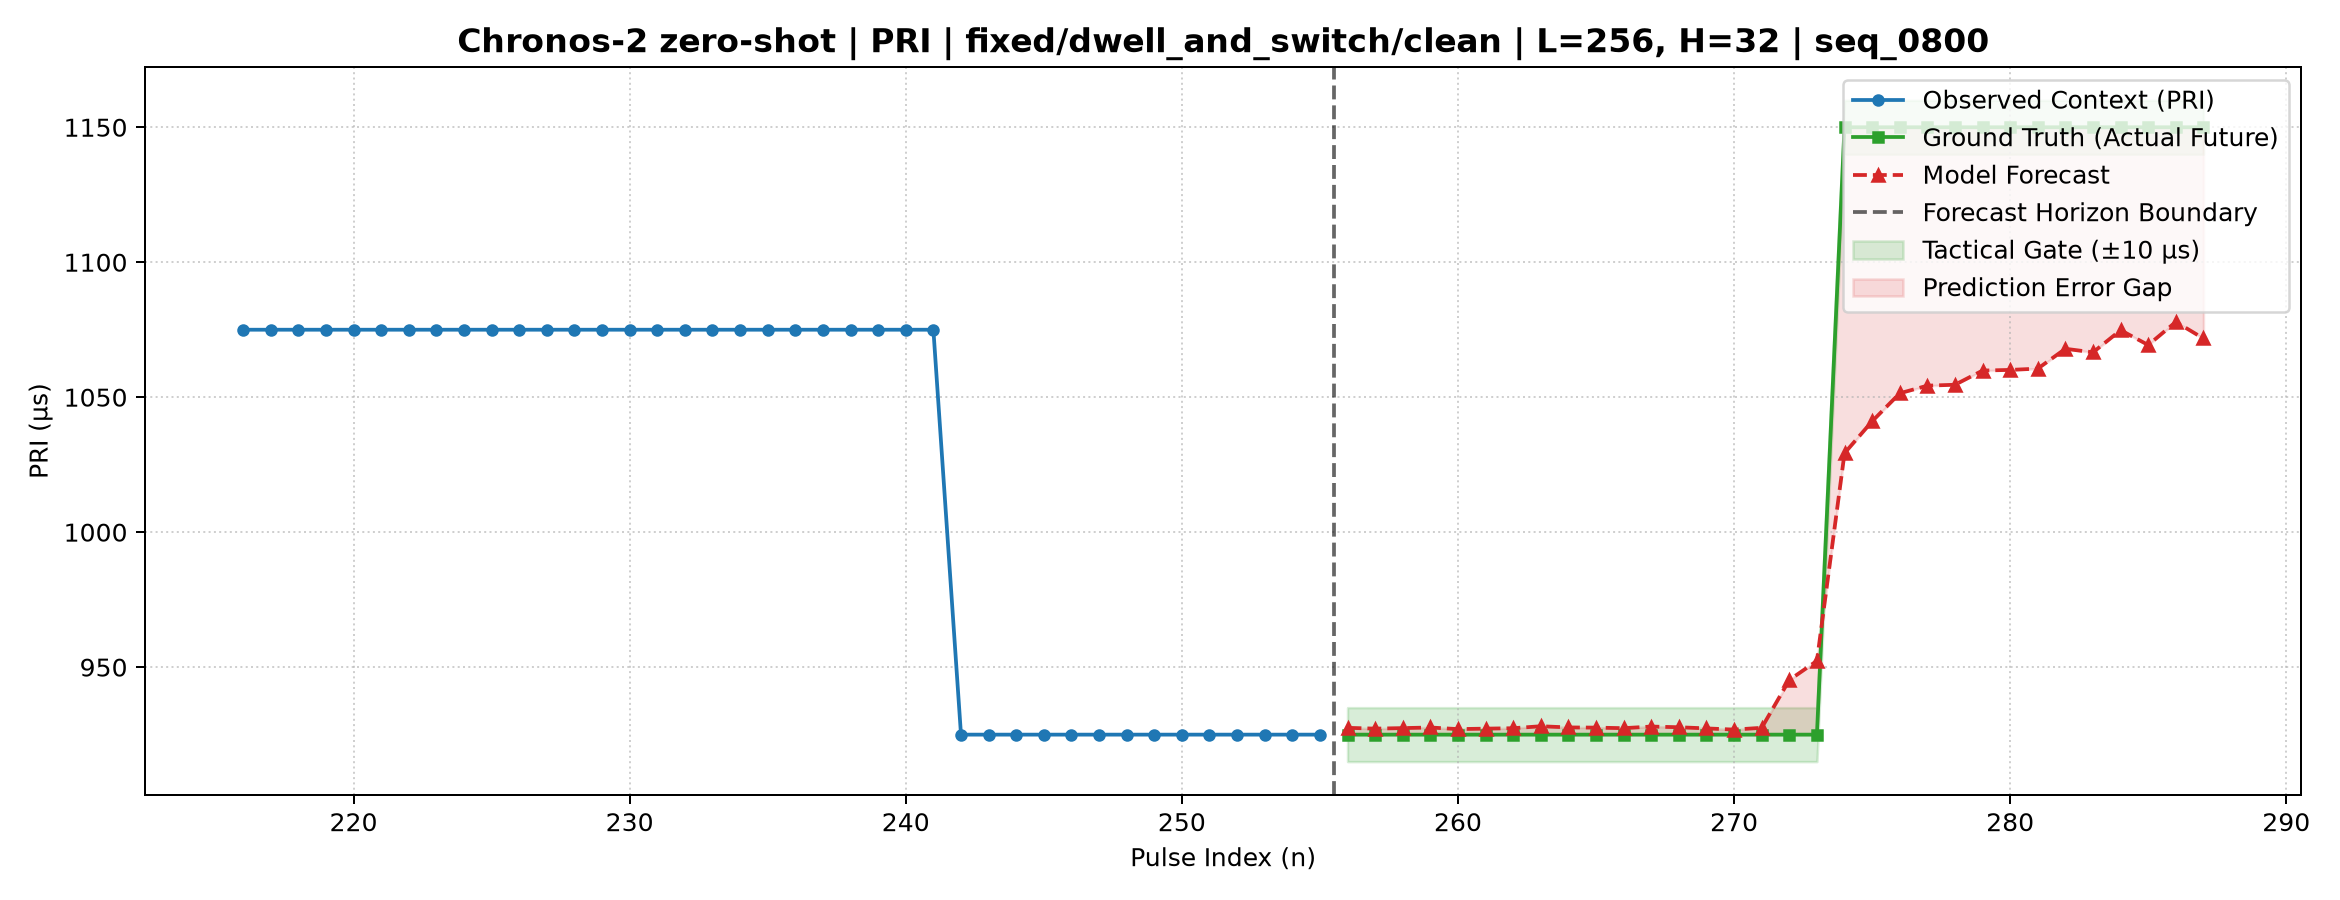 Chronos-2 zero-shot | PRI | fixed/dwell_and_switch/clean | L=256, H=32 | seq_0800
PRI (µs)
1150
1100
1050
1000
950
Observed Context (PRI)
Ground Truth (Actual Future)
Model Forecast
Forecast Horizon Boundary
Tactical Gate (±10 µs)
Prediction Error Gap
220
230
240
250
260
270
280
290
Pulse Index (n)